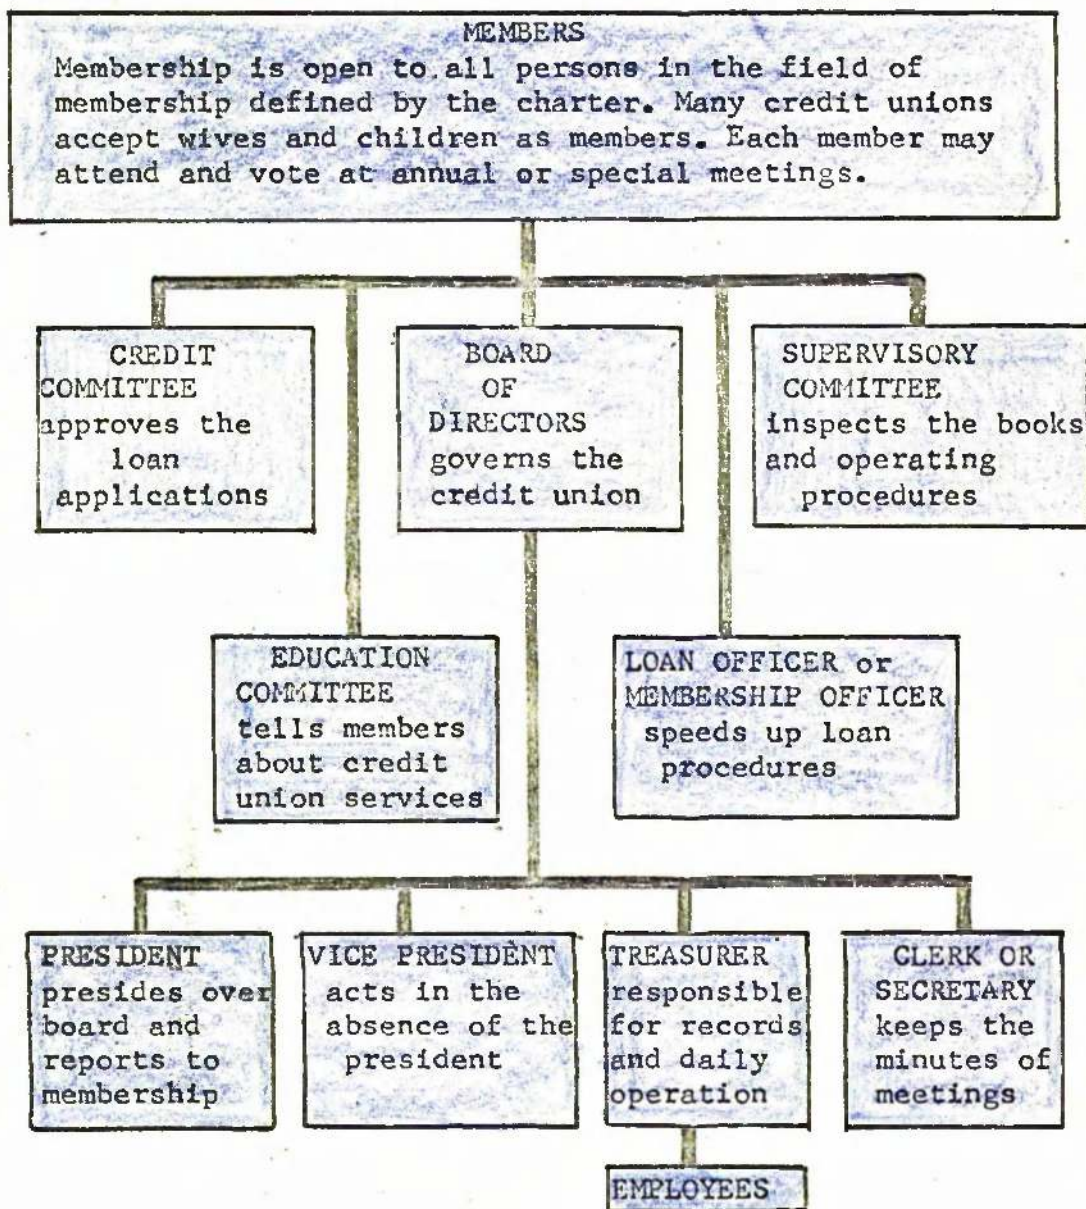 MEMBERS
Membership is open to all persons in the field of
membership defined by the charter. Many credit unions
accept wives and children as members. Each member may
attend and vote at annual or special meetings.
CREDIT
COMMITTEE
approves the
loan
applications
BOARD
OF
DIRECTORS
governs the
credit union
SUPERVISORY
COMMITTEE
inspects the books
and operating
procedures
EDUCATION
COMMITTEE
tells members
about credit
union services
LOAN OFFICER or
MEMBERSHIP OFFICER
speeds up loan
procedures
PRESIDENT
presides over
board and
reports to
membership
VICE PRESIDENT
acts in the
absence of the
president
TREASURER
responsible
for records
and daily
operation
CLERK OR
SECRETARY
keeps the
minutes of
meetings
EMPLOYEES